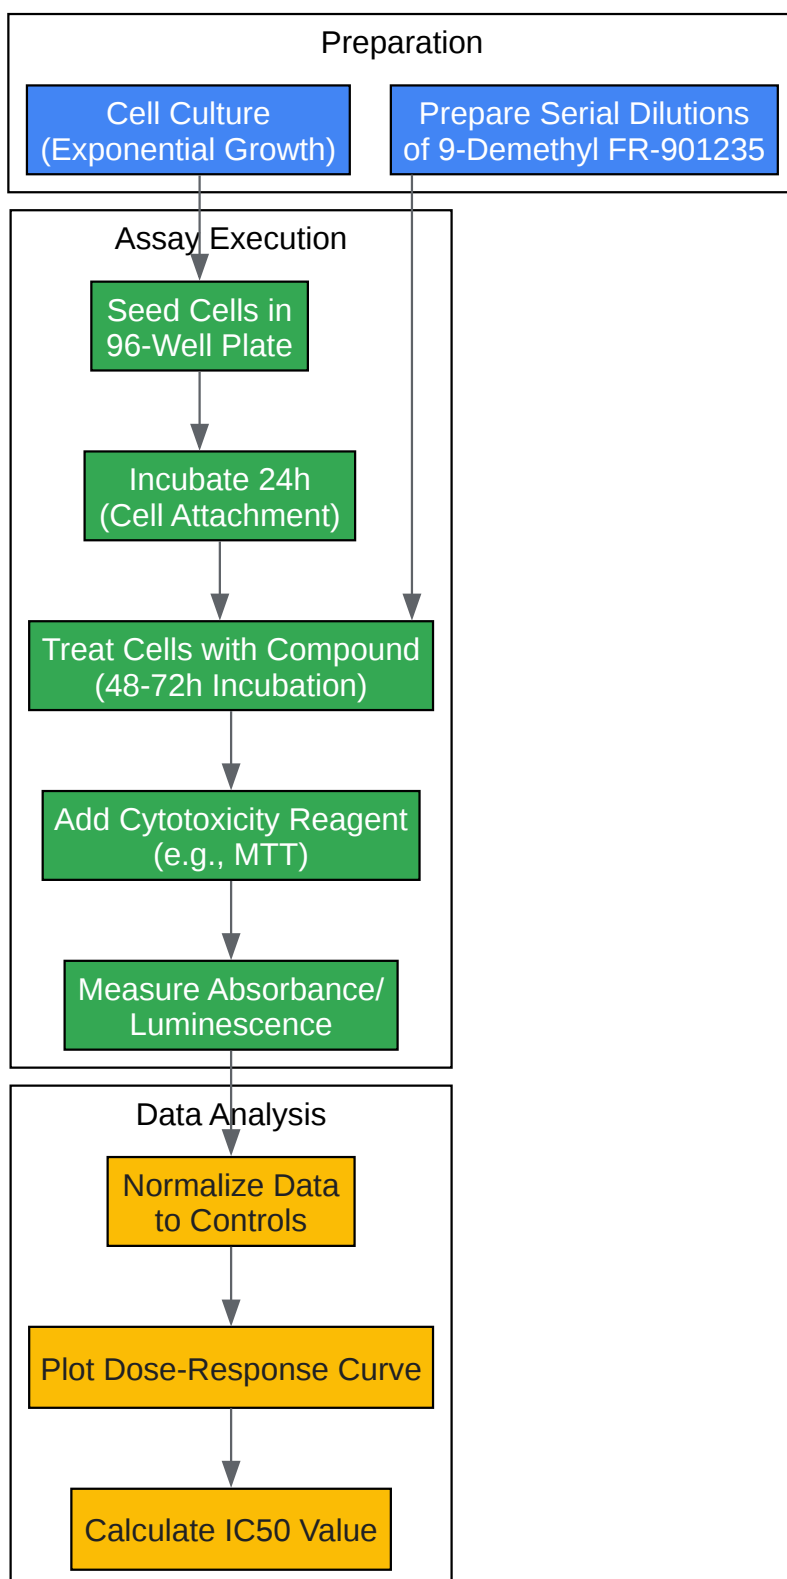 Preparation
Cell Culture
(Exponential Growth)
Prepare Serial Dilutions
of 9-Demethyl FR-901235
Assay Execution
Seed Cells in
96-Well Plate
Incubate 24h
(Cell Attachment)
Treat Cells with Compound
(48-72h Incubation)
Add Cytotoxicity Reagent
(e.g., MTT)
Measure Absorbance/
Luminescence
Data Analysis
Normalize Data
to Controls
Plot Dose-Response Curve
Calculate IC50 Value